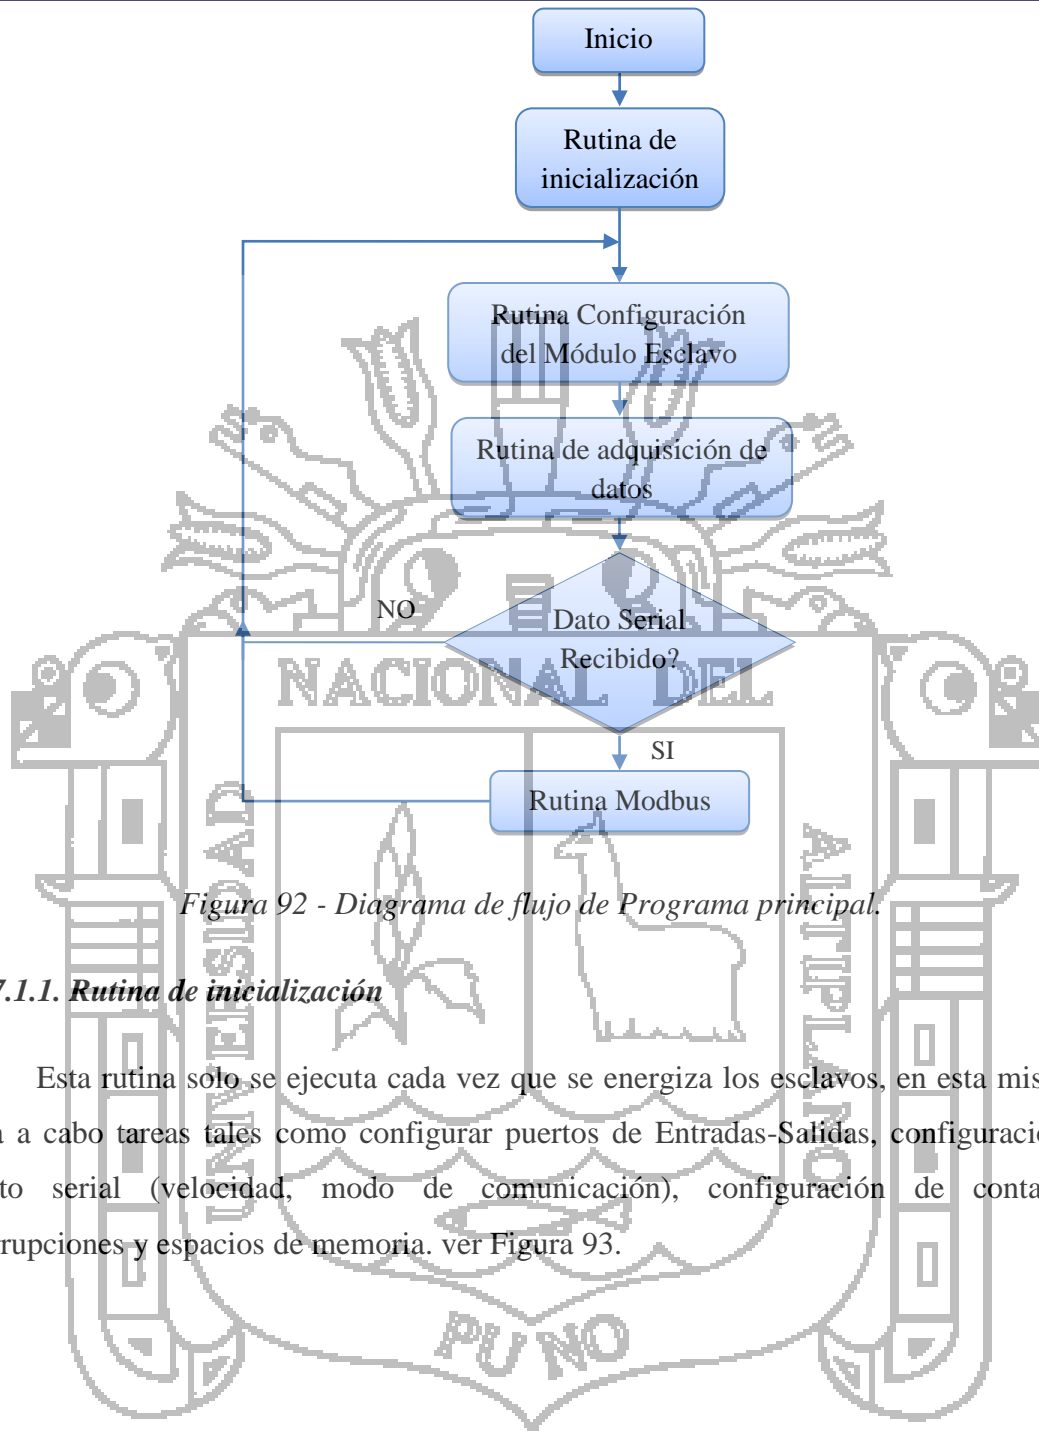 Inicio
Rutina de
inicialización
Rutina Configuración
del Módulo Esclavo
Rutina de adquisición de
datos
NO
Dato Serial
Recibido?
SI
Rutina Modbus
NACIONAL DEL
UNIVERSIDAD
ALTIPLANO
PUNO
Figura 92 - Diagrama de flujo de Programa principal.
7.1.1. Rutina de inicialización
Esta rutina solo se ejecuta cada vez que se energiza los esclavos, en esta mis
a a cabo tareas tales como configurar puertos de Entradas-Salidas, configuraci
to serial (velocidad, modo de comunicación), configuración de conta
rrupciones y espacios de memoria. ver Figura 93.